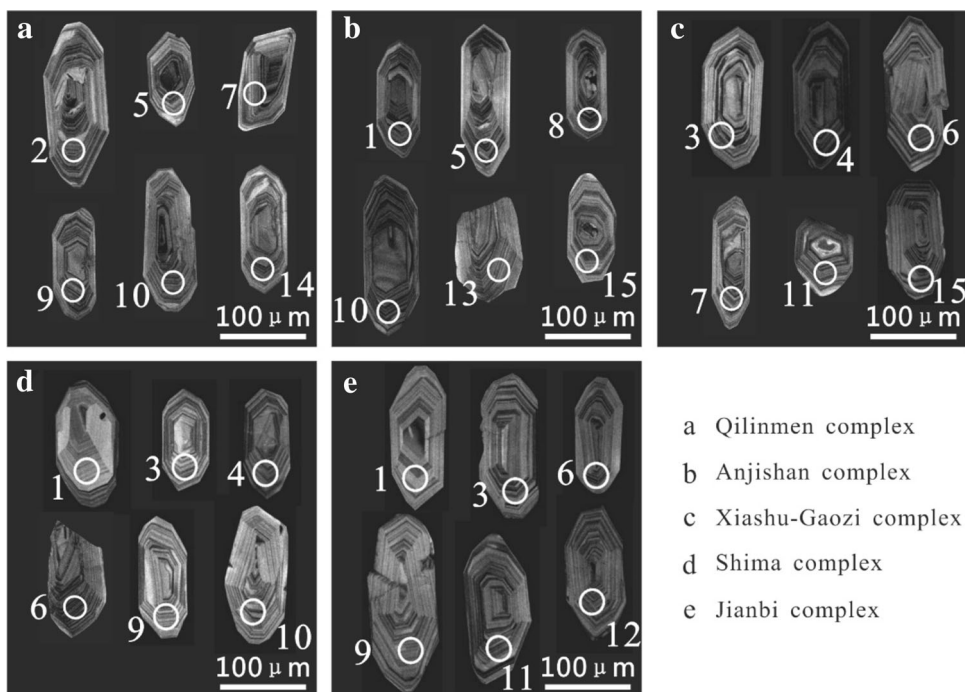 a
2
5
7
9
10
14
100 μm
b
1
5
8
10
13
15
100 μm
c
3
4
6
7
11
15
100 μm
d
1
3
4
6
9
10
100 μm
e
1
3
6
9
11
12
100 μm
a Qilinmen complex
b Anjishan complex
c Xiashu-Gaozi complex
d Shima complex
e Jianbi complex